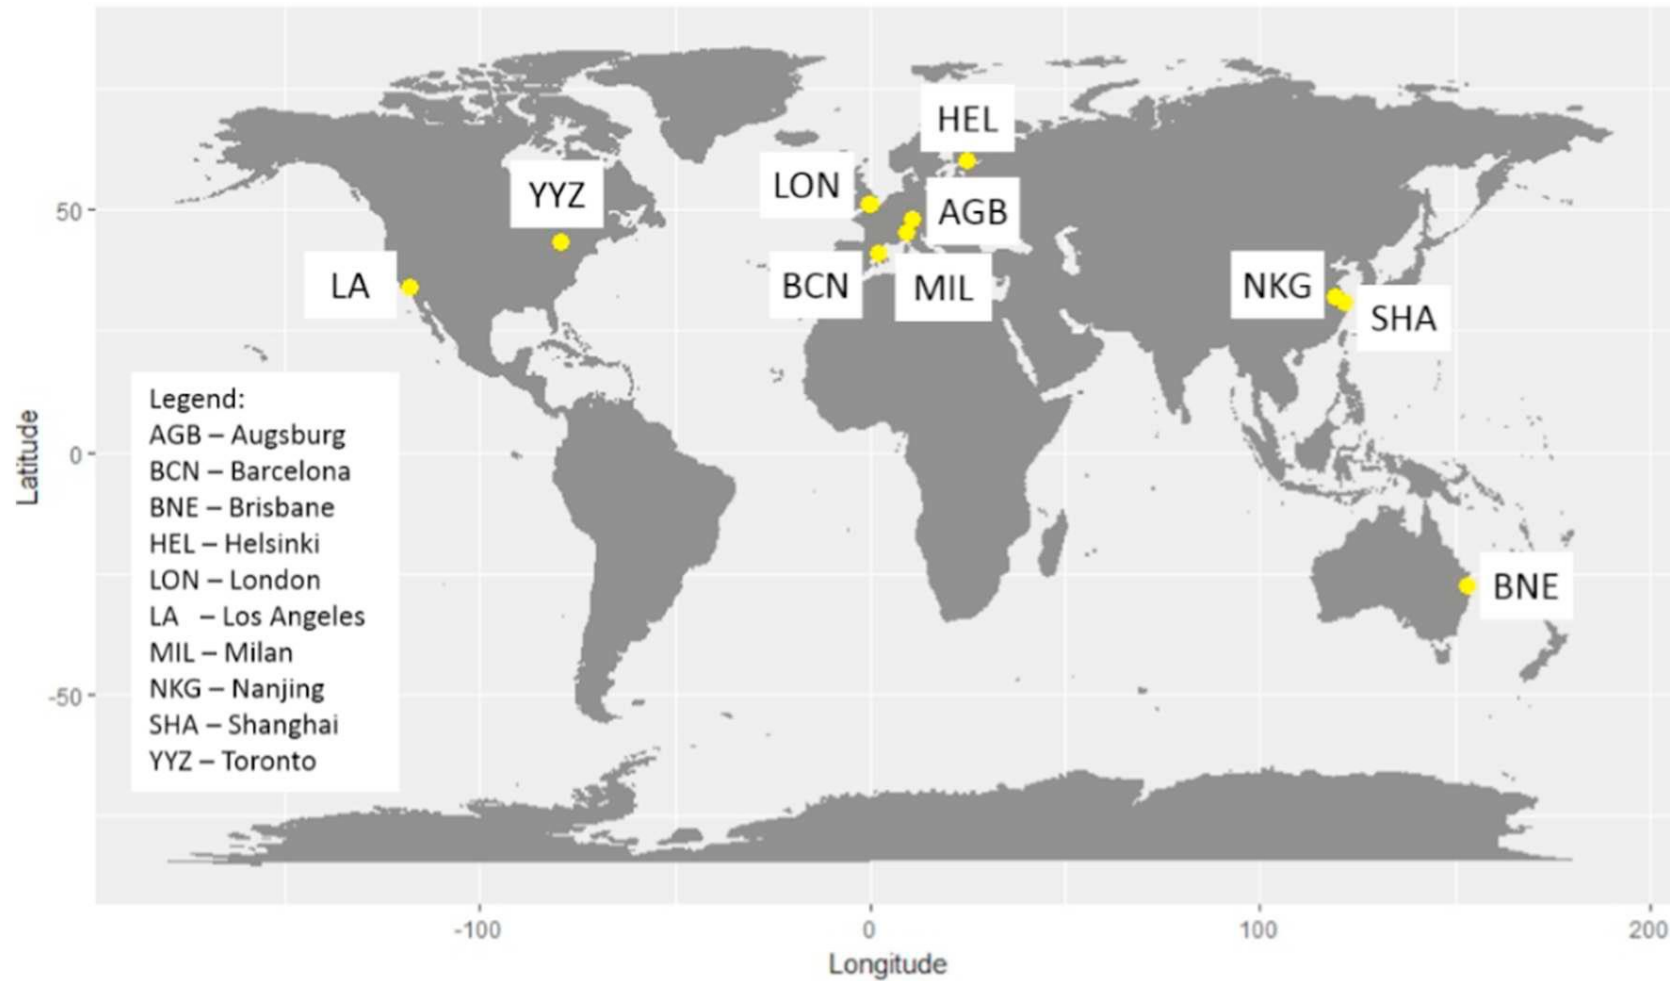 HEL
LON
YYZ
AGB
50
LA
BCN
MIL
NKG
SHA
Legend:
AGB – Augsburg
BCN – Barcelona
BNE – Brisbane
HEL – Helsinki
LON – London
LA – Los Angeles
MIL – Milan
NKG – Nanjing
SHA – Shanghai
YYZ – Toronto
Latitude
0
BNE
-50
-100
0
100
200
Longitude